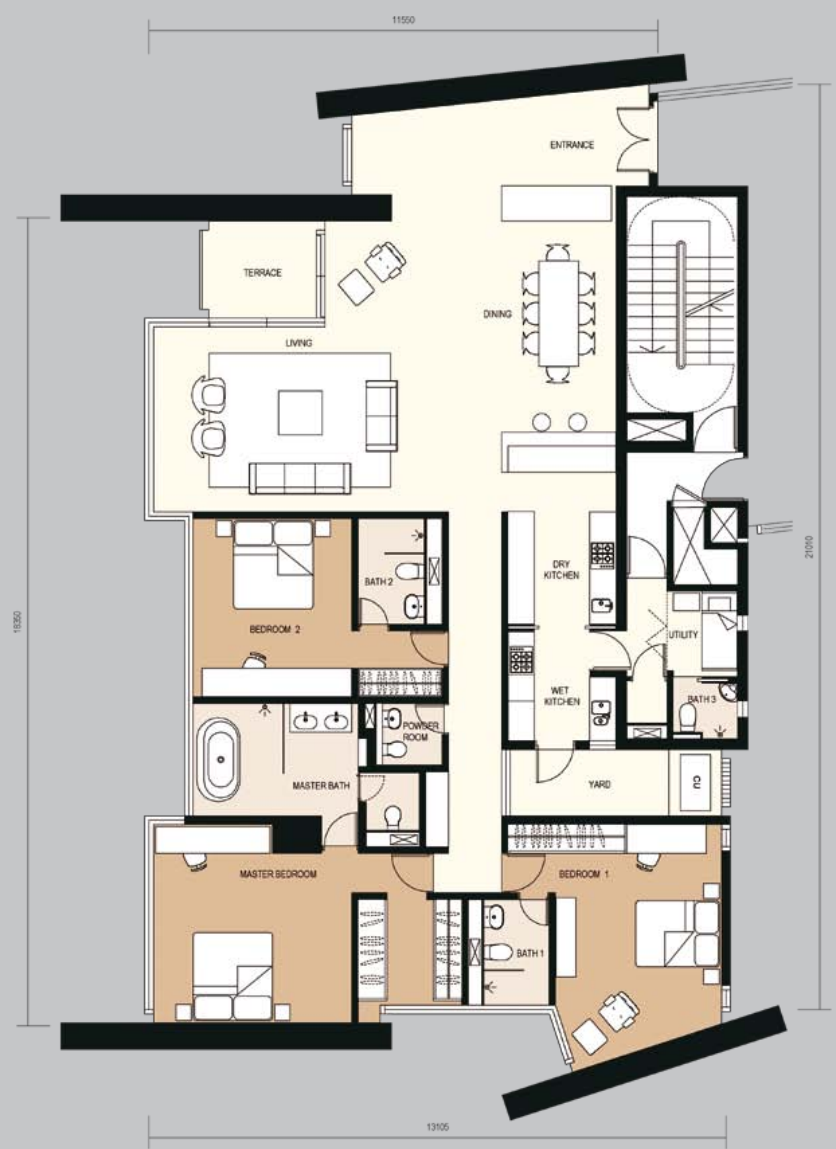 11550
ENTRANCE
TERRACE
DINING
LIVING
21010
18350
DRY
KITCHEN
BATH 2
BEDROOM 2
UTILITY
WET
KITCHEN
BATH 3
POWDER
ROOM
MASTER BATH
YARD
CU
MASTER BEDROOM
BEDROOM 1
BATH 1
13105